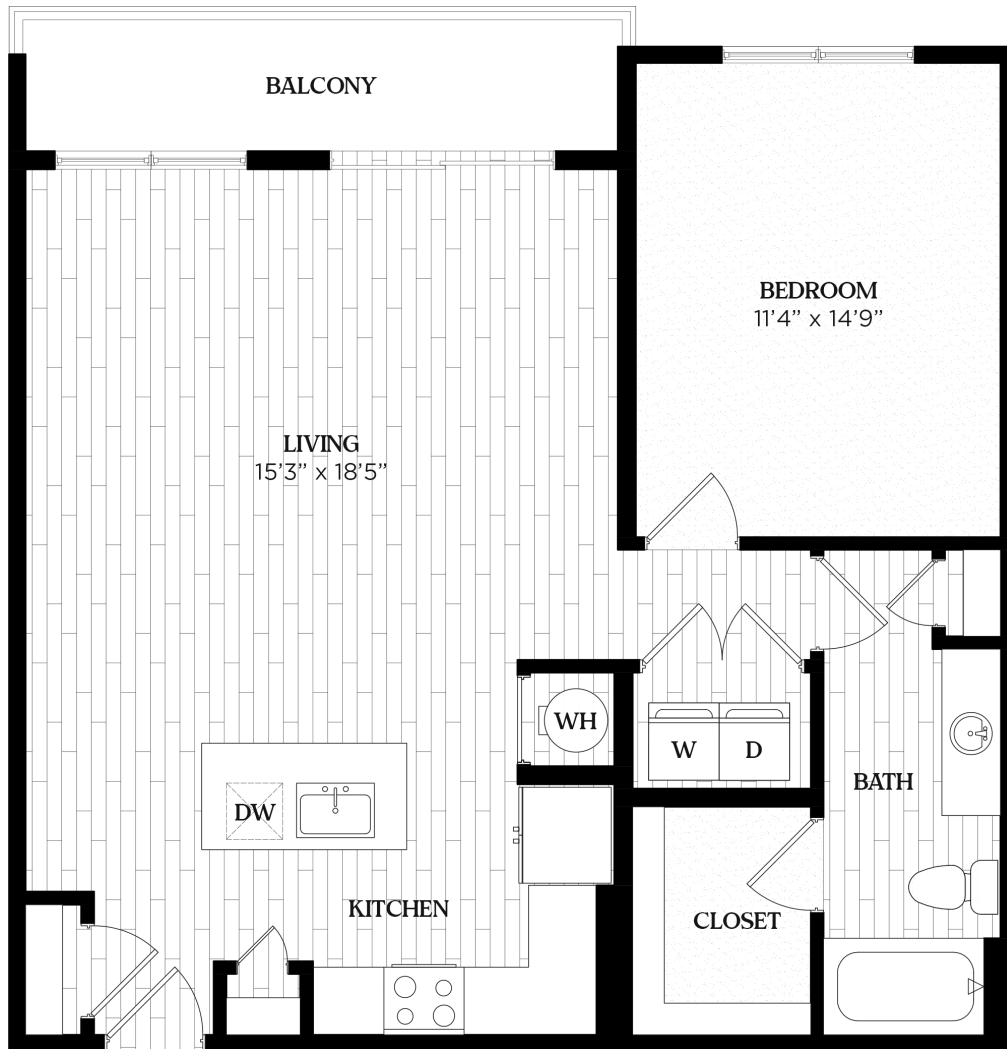 BALCONY
BEDROOM
11’4” x 14’9”
LIVING
15’3” x 18’5”
WH
W
D
DW
BATH
KITCHEN
CLOSET